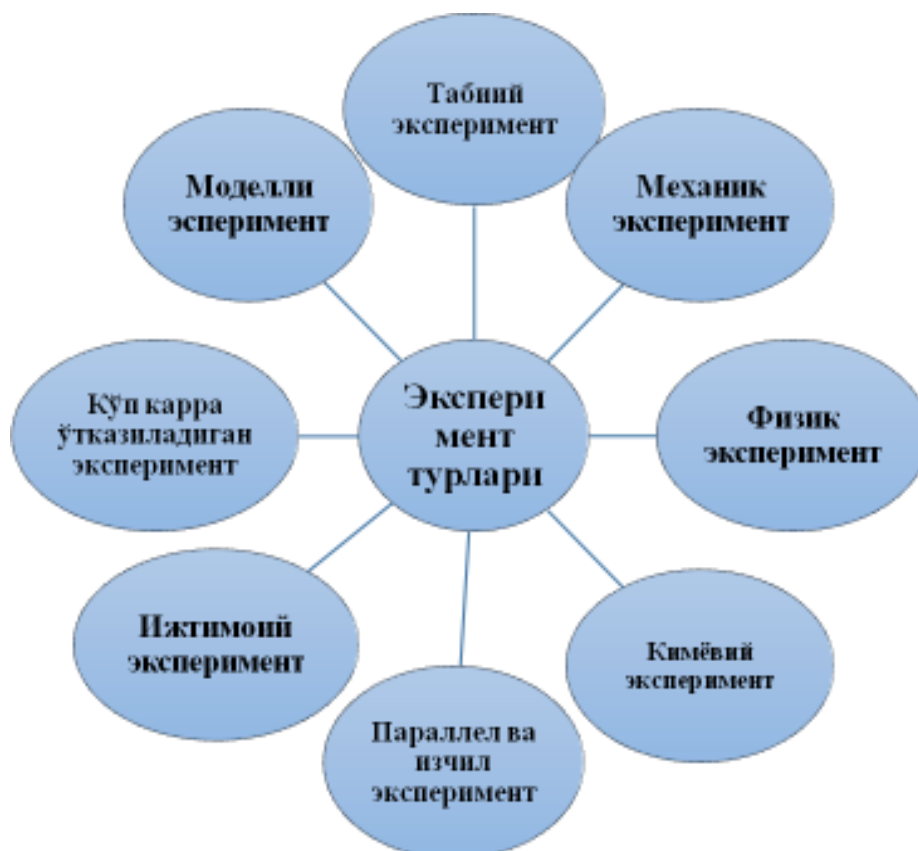 Табиий
эксперимент
Моделли
эсперимент
Механик
эксперимент
Кўп карра
ўтказиладиган
эксперимент
Экспери
мент
турлари
Физик
эксперимент
Ижтимоий
эксперимент
Кимёвий
эксперимент
Параллел ва
изчил
эксперимент